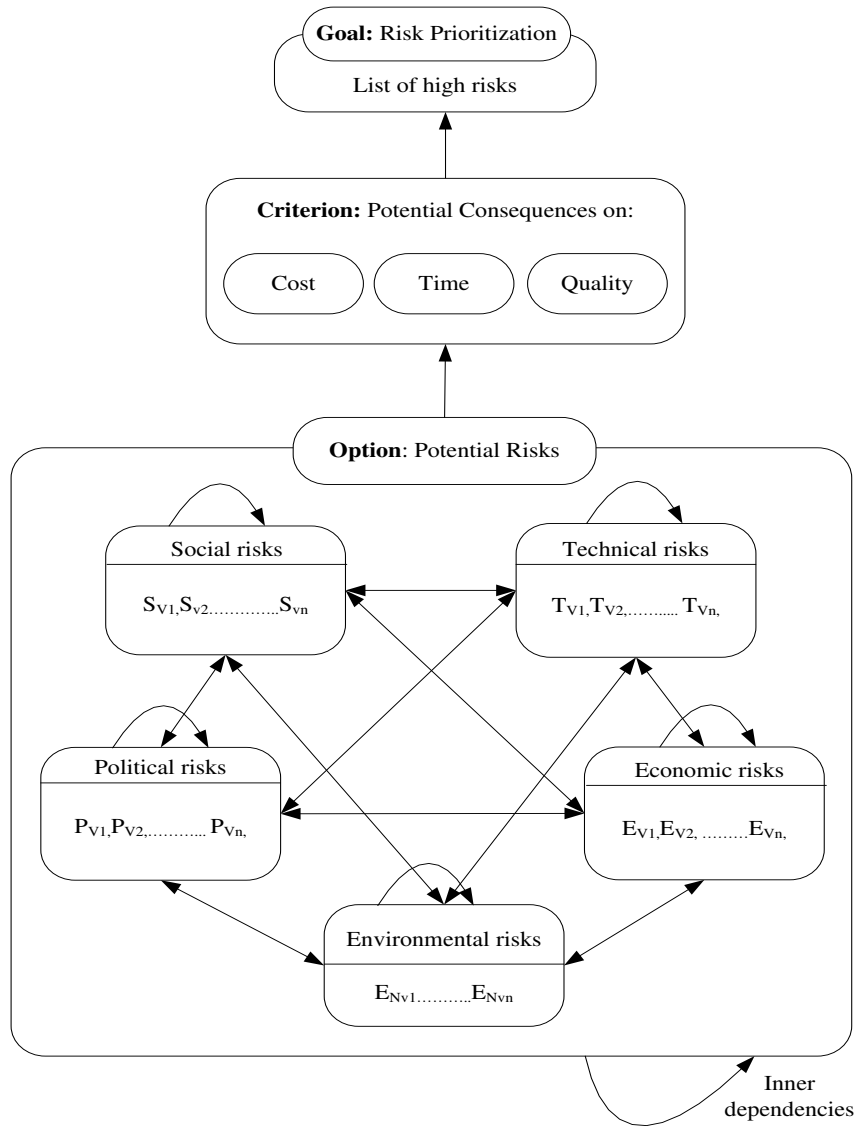 Goal: Risk Prioritization
List of high risks
Criterion: Potential Consequences on:
Cost
Time
Quality
Option: Potential Risks
Social risks
SV1,Sv2..............Svn
Technical risks
TV1,TV2,............ TVn,
Political risks
PV1,PV2,............ PVn,
Economic risks
EV1,EV2, .........EVn,
Environmental risks
ENv1...........ENvn
Inner
dependencies